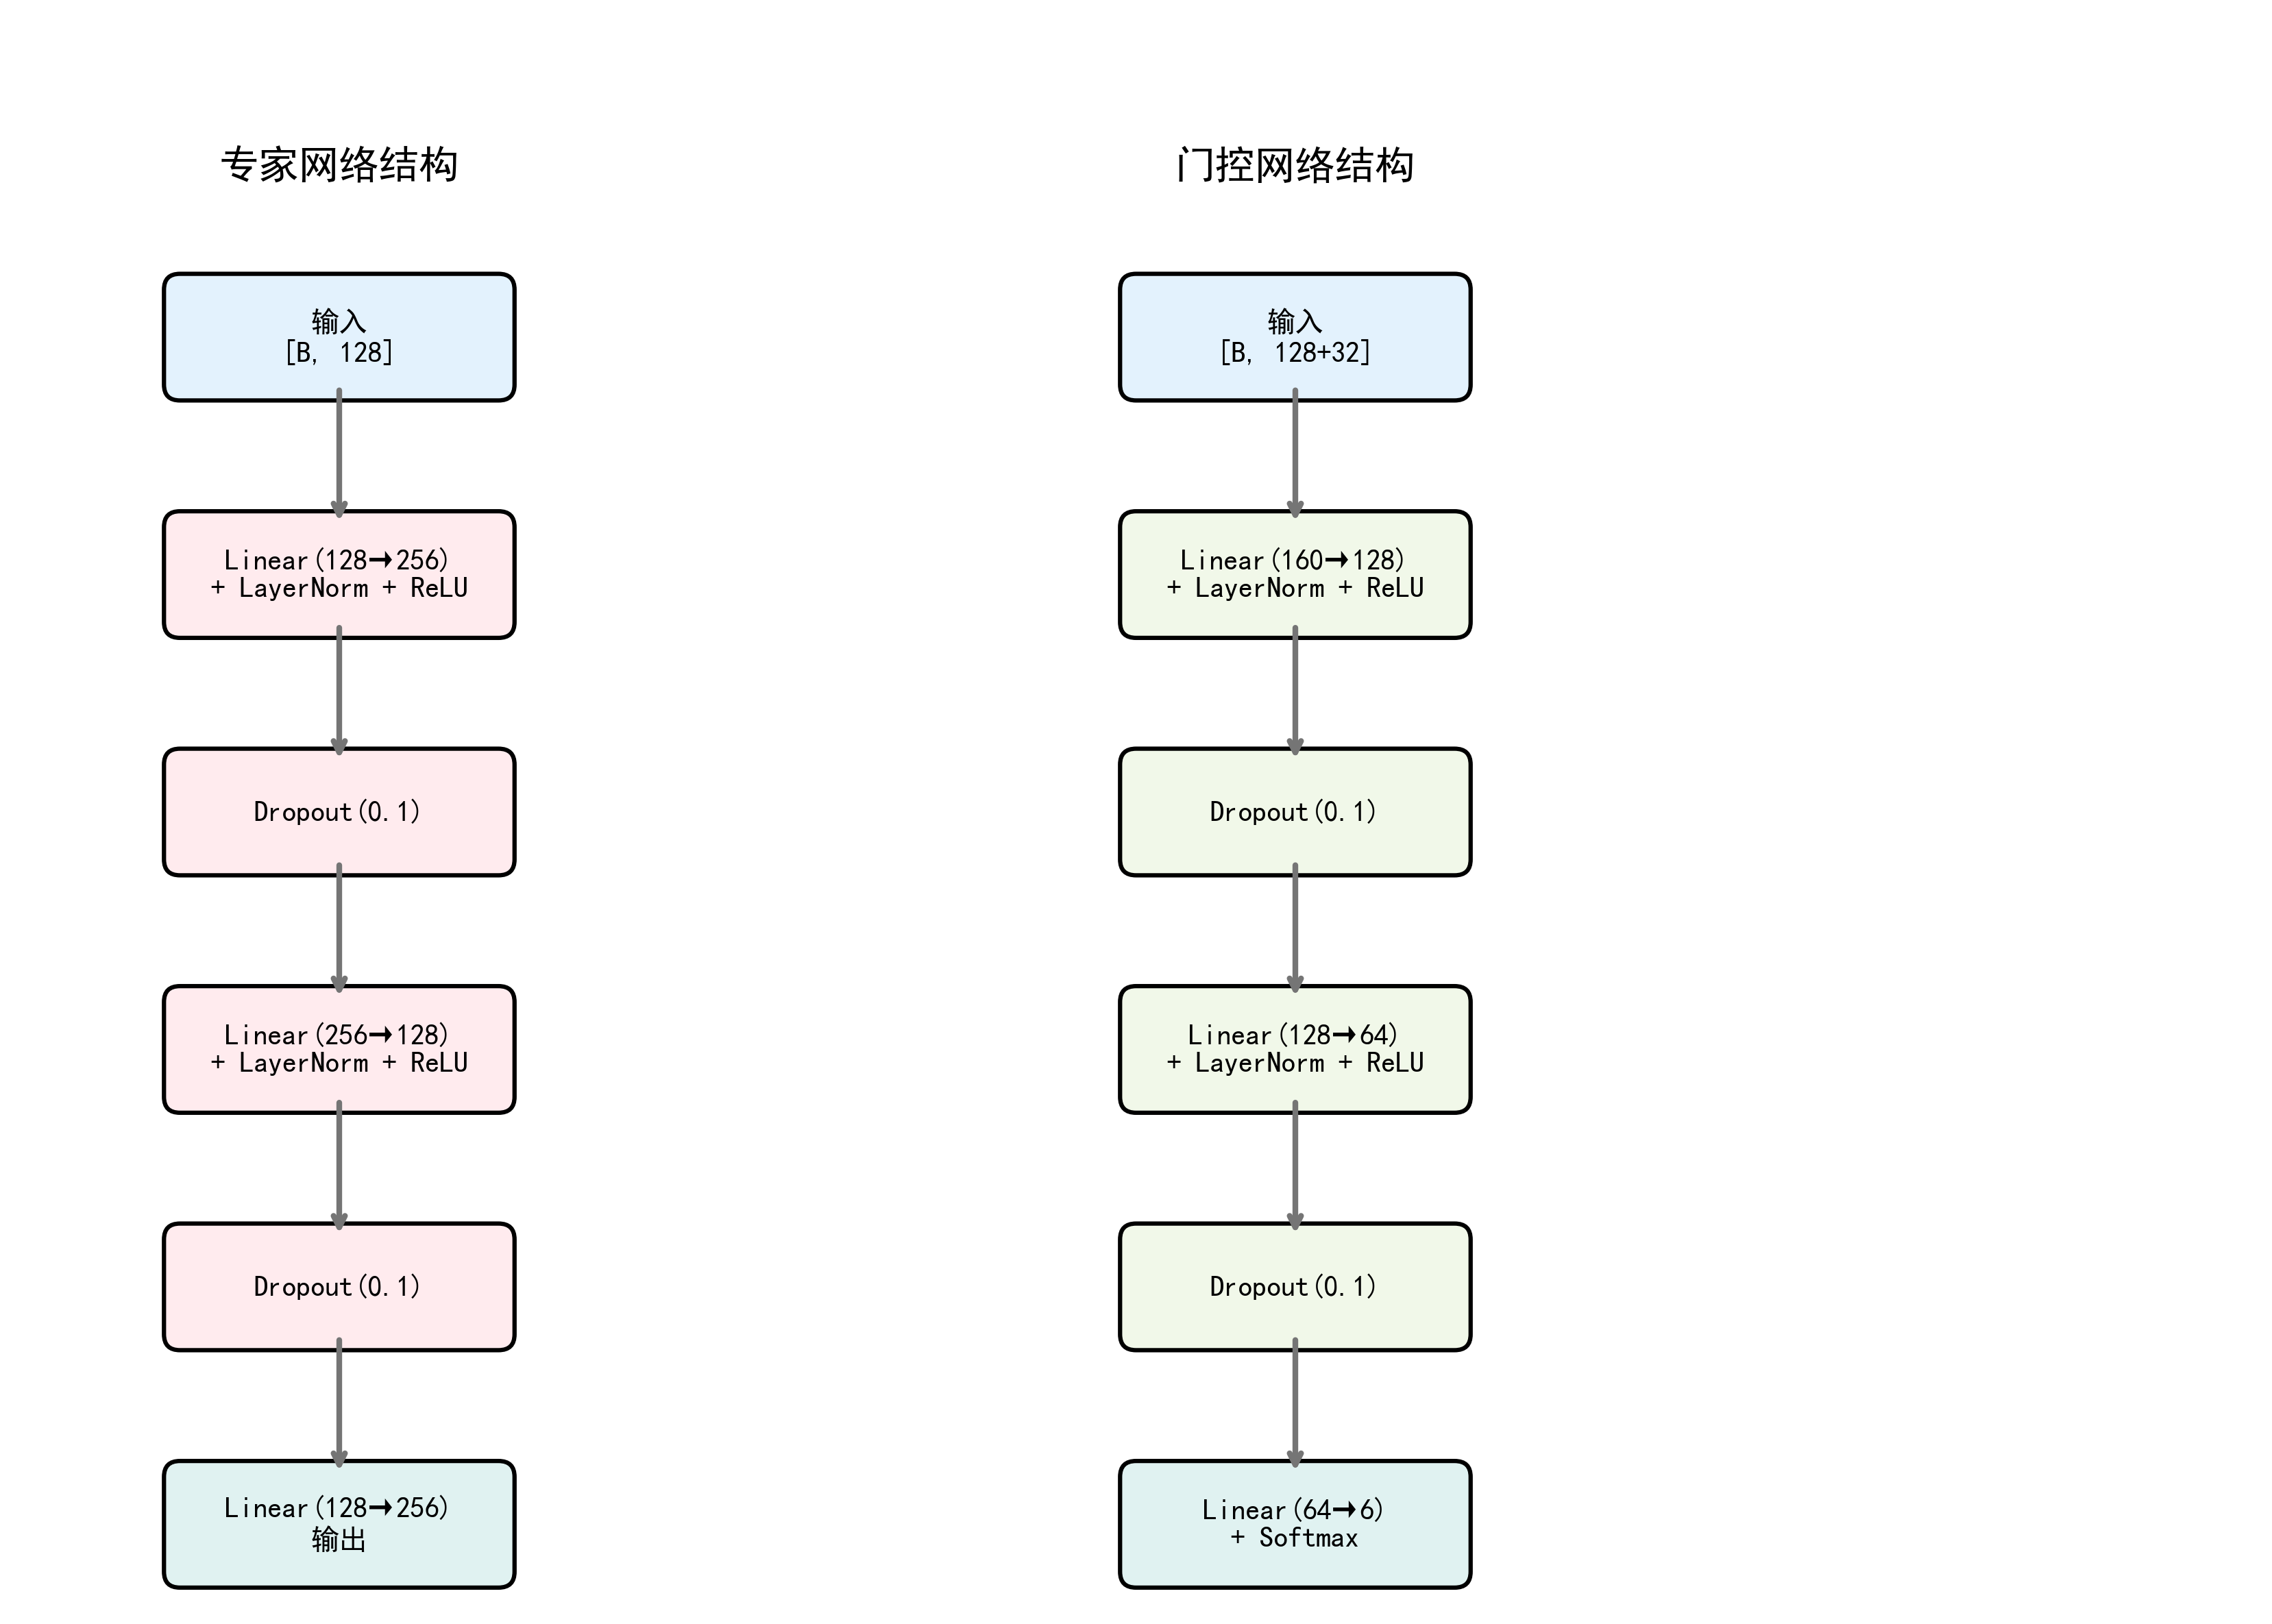 专家网络结构
输入
[B, 128]
Linear(128→256)
+ LayerNorm + ReLU
Dropout(0.1)
Linear(256→128)
+ LayerNorm + ReLU
Dropout(0.1)
Linear(128→256)
输出
门控网络结构
输入
[B, 128+32]
Linear(160→128)
+ LayerNorm + ReLU
Dropout(0.1)
Linear(128→64)
+ LayerNorm + ReLU
Dropout(0.1)
Linear(64→6)
+ Softmax